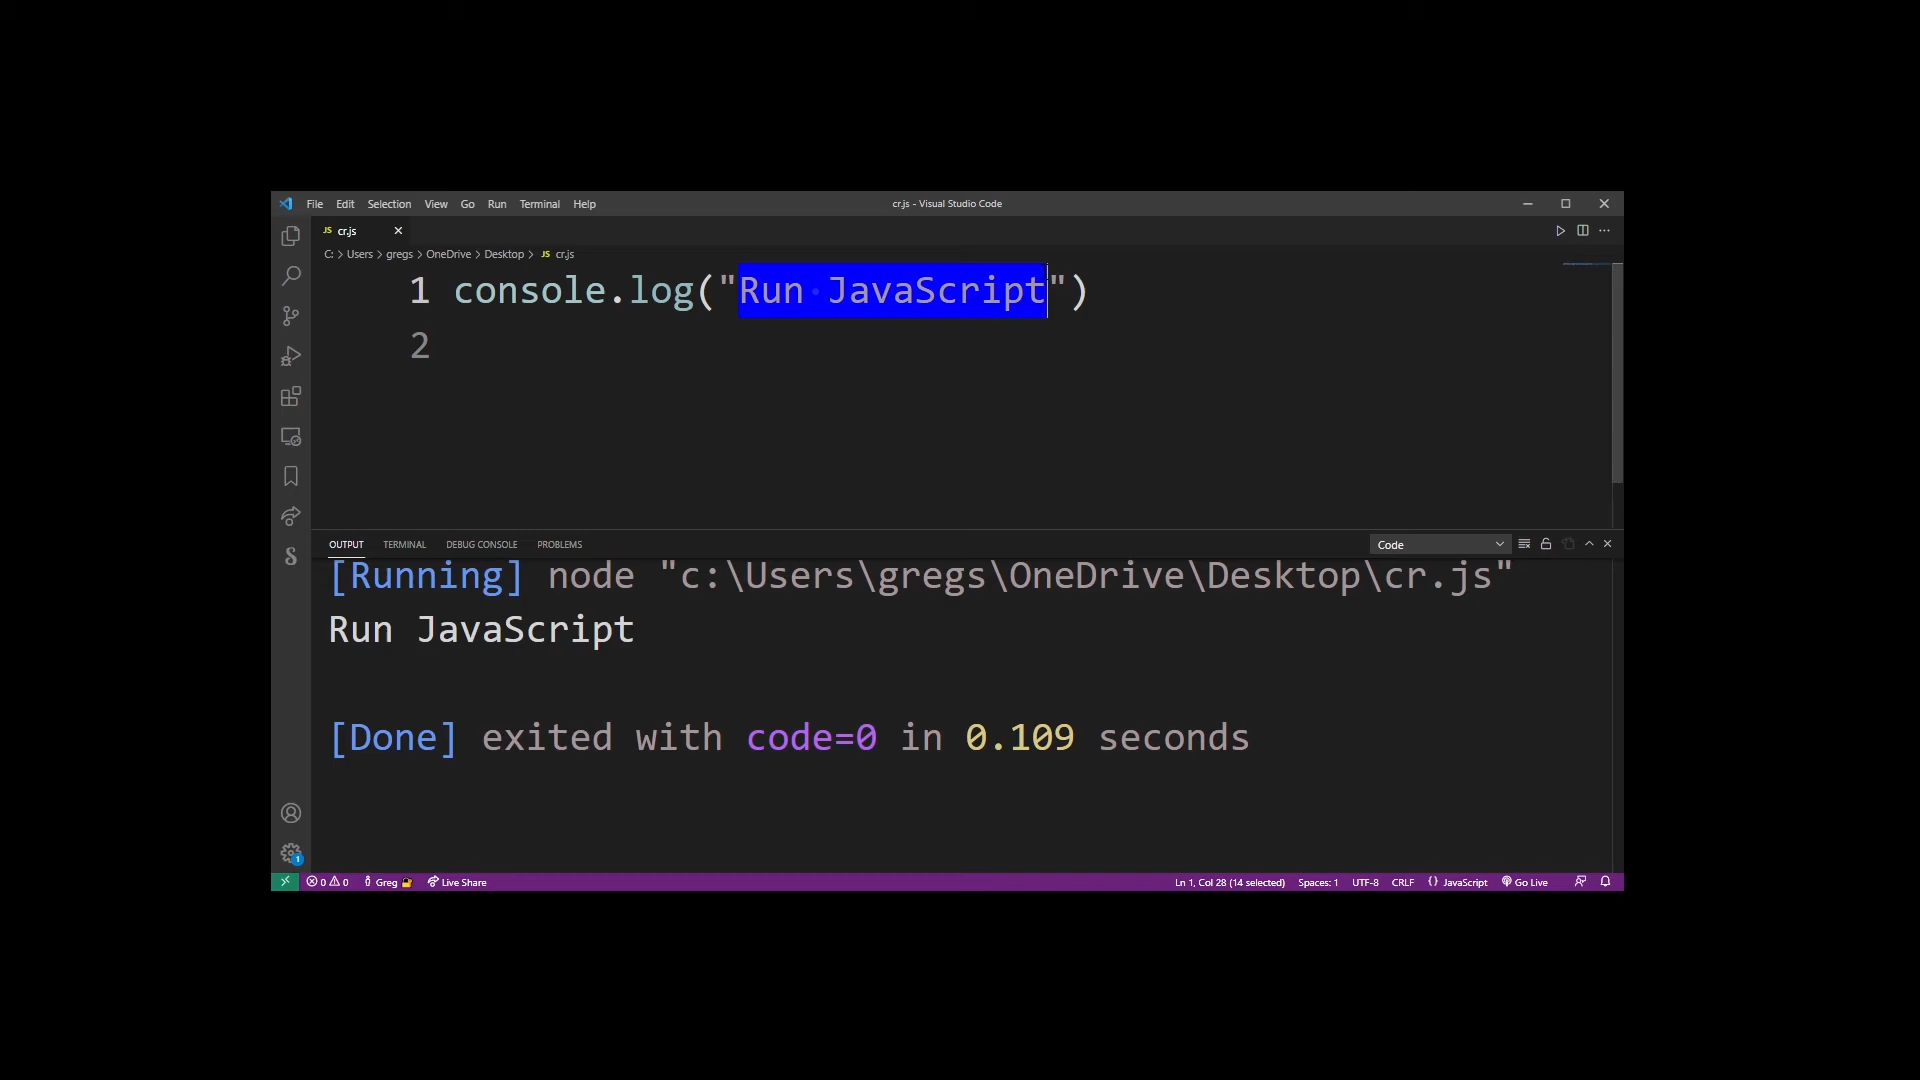 File Edit Selection View Go Run Terminal Help cr.js - Visual Studio Code
JS cr.js
C: > Users > gregs > OneDrive > Desktop > JS cr.js
1 console.log("Run·JavaScript")
2
OUTPUT TERMINAL DEBUG CONSOLE PROBLEMS Code
[Running] node "c:\Users\gregs\OneDrive\Desktop\cr.js"
Run JavaScript
[Done] exited with code=0 in 0.109 seconds
1
0 0 Greg Live Share Ln 1, Col 28 (14 selected) Spaces: 1 UTF-8 CRLF {} JavaScript Go Live